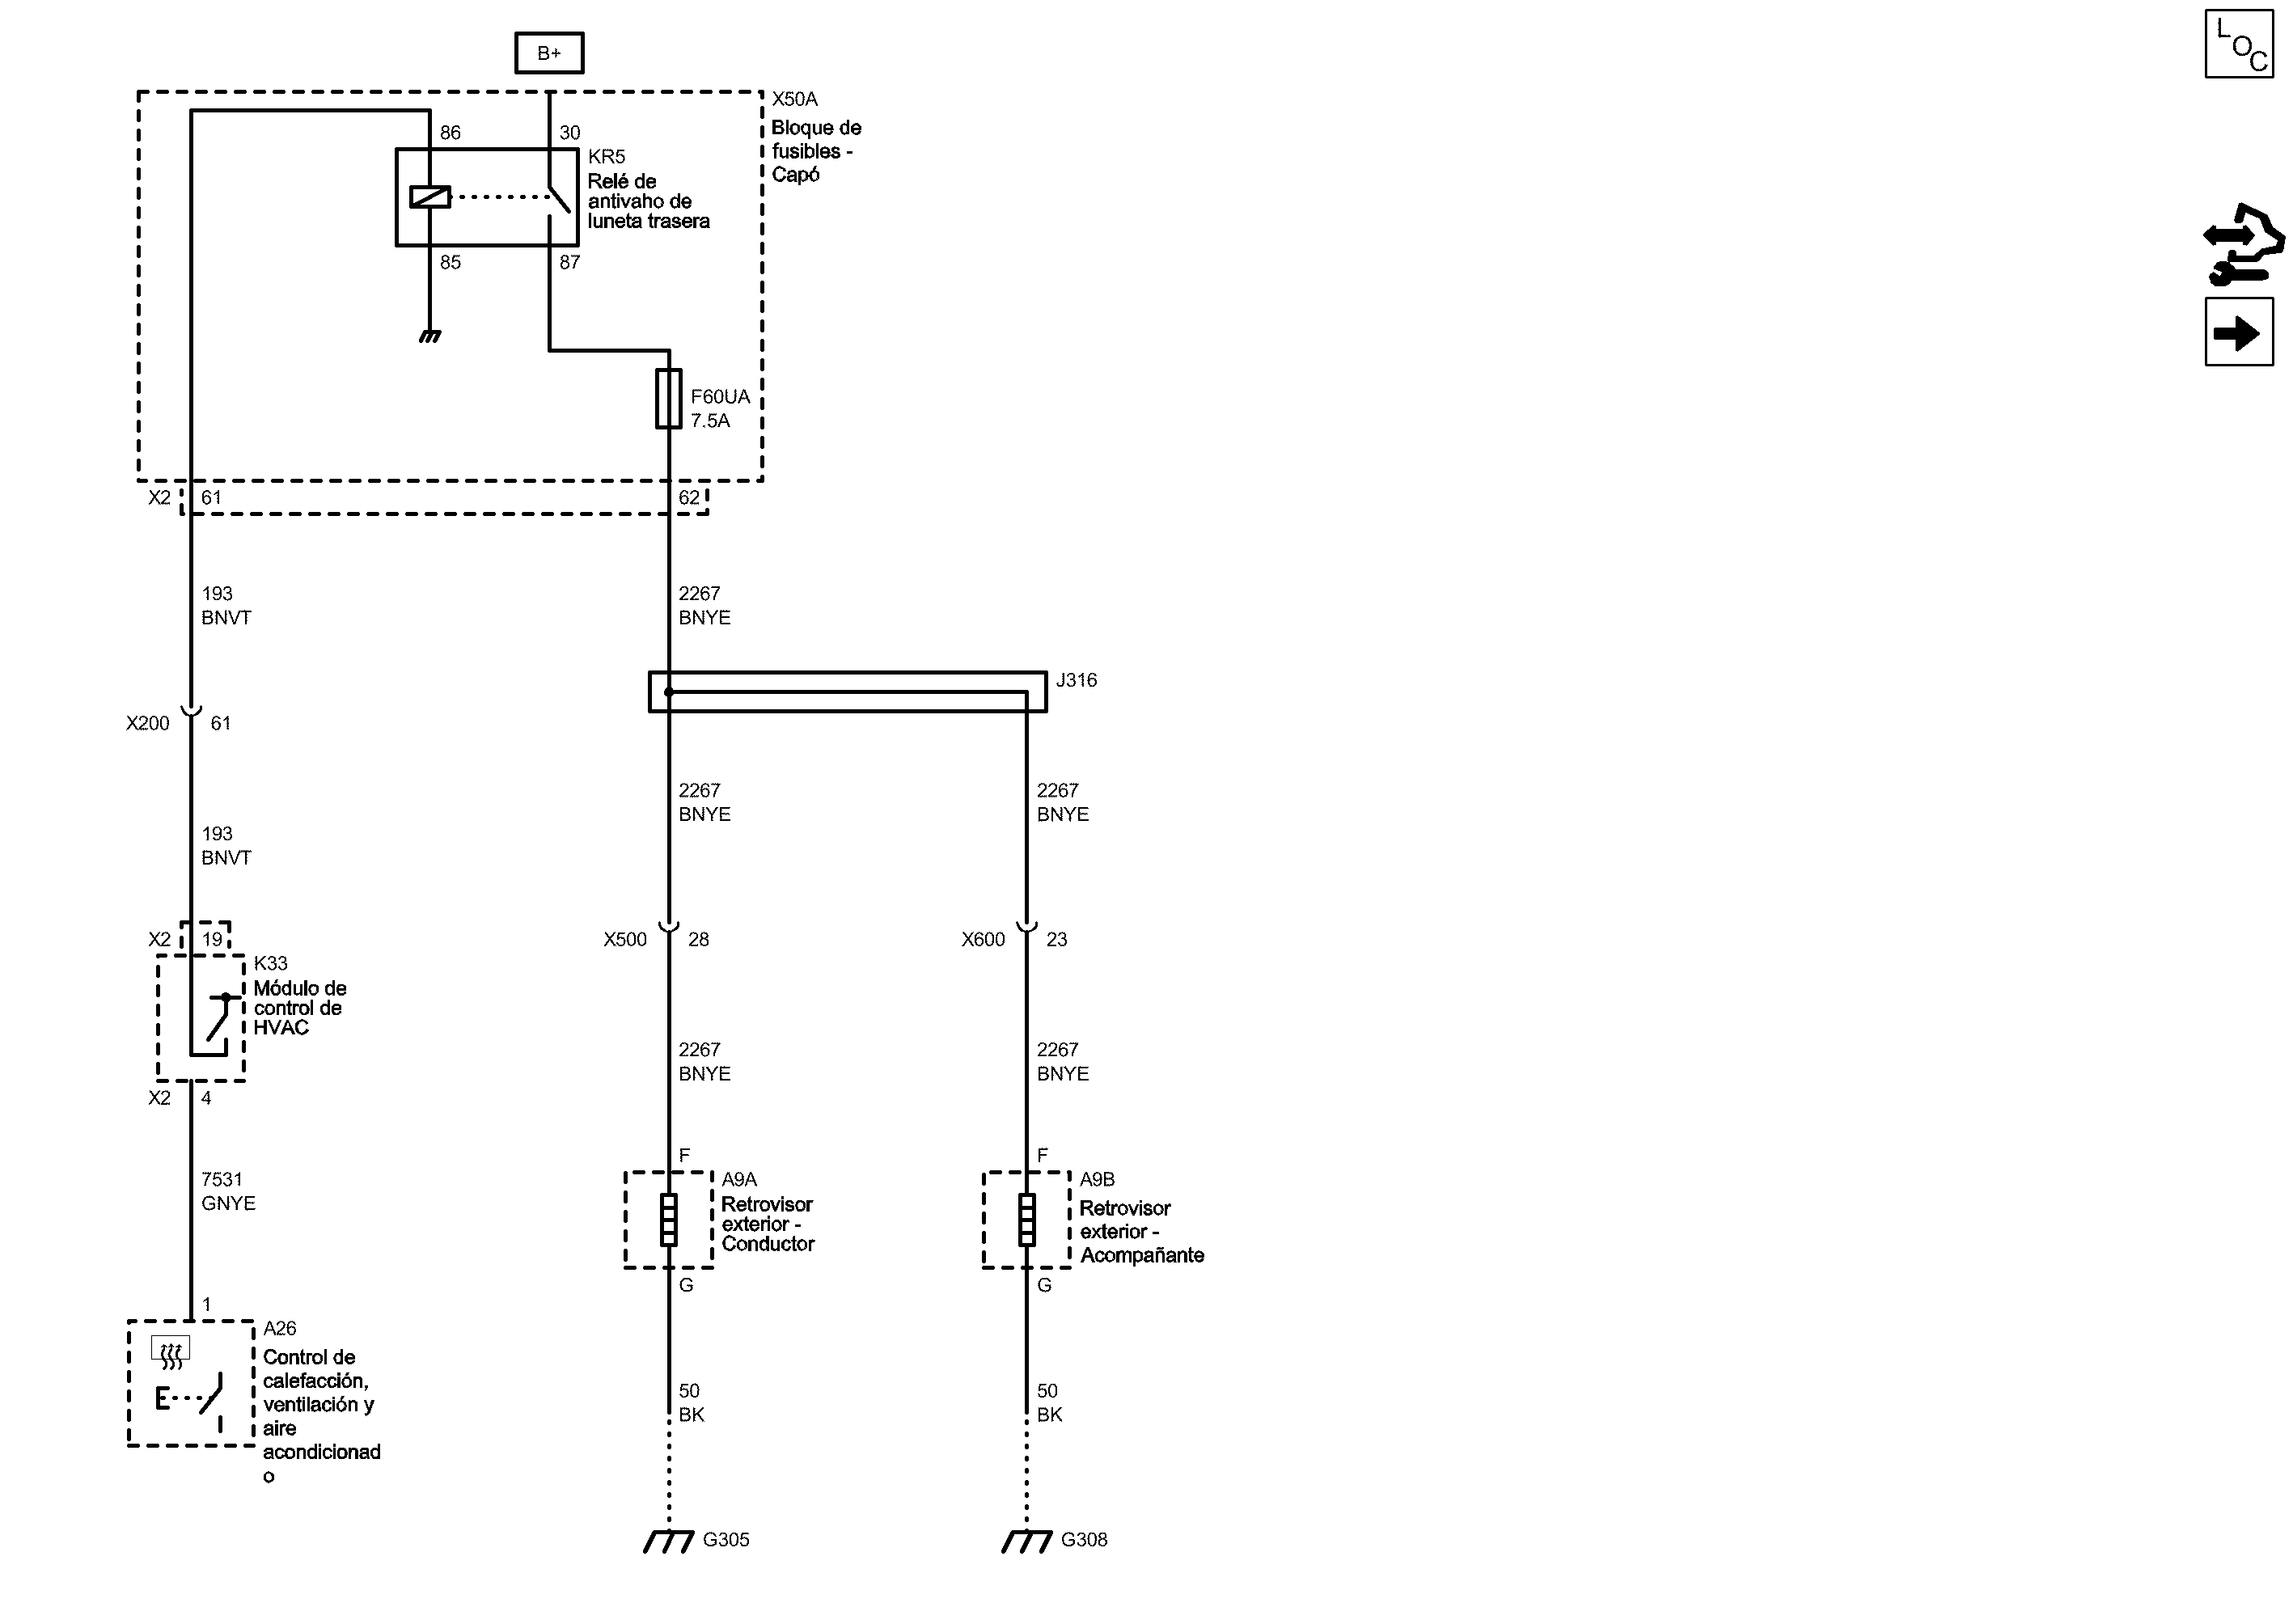 LOC
B+
X50A
Bloque de
fusibles -
Capó
86
30
KR5
Relé de
antivaho de
luneta trasera
85
87
F60UA
7.5A
X2
61
62
193
BNVT
2267
BNYE
J316
X200
61
2267
BNYE
2267
BNYE
193
BNVT
X2
19
X500
28
X600
23
K33
Módulo de
control de
HVAC
2267
BNYE
2267
BNYE
X2
4
F
F
7531
GNYE
A9A
Retrovisor
exterior -
Conductor
A9B
Retrovisor
exterior -
Acompañante
G
G
1
A26
Control de
calefacción,
ventilación y
aire
acondicionad
o
50
BK
50
BK
G305
G308